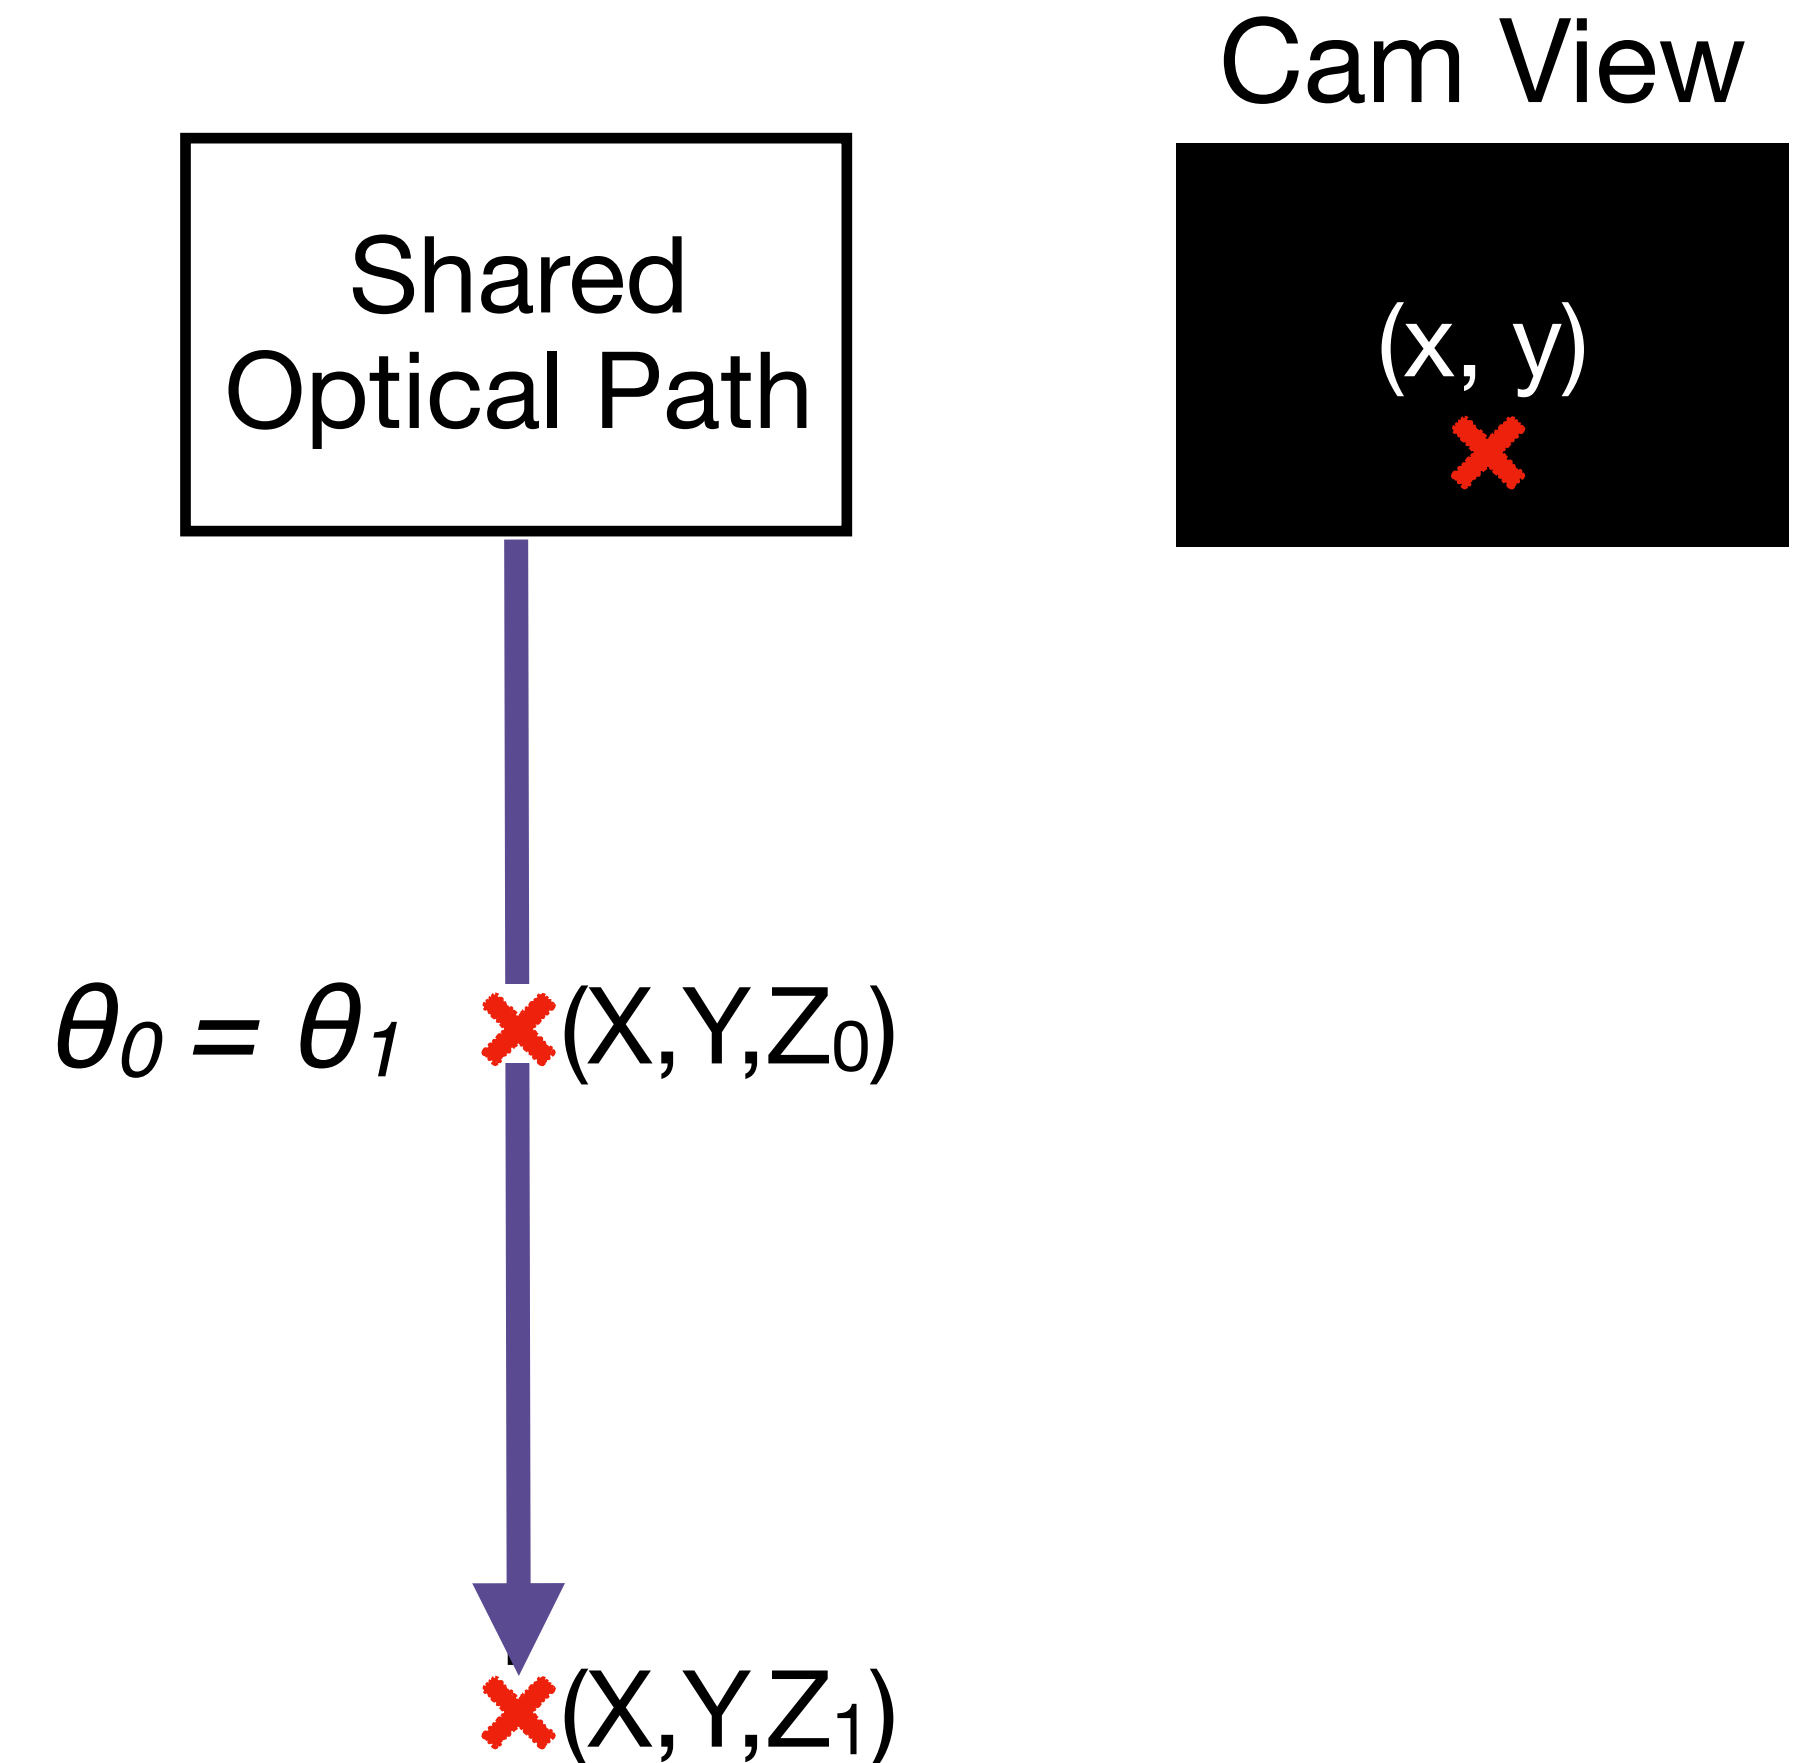 Cam View
Shared
Optical Path
(x, y)
θ₀ = θ₁
(X,Y,Z₀)
(X,Y,Z₁)